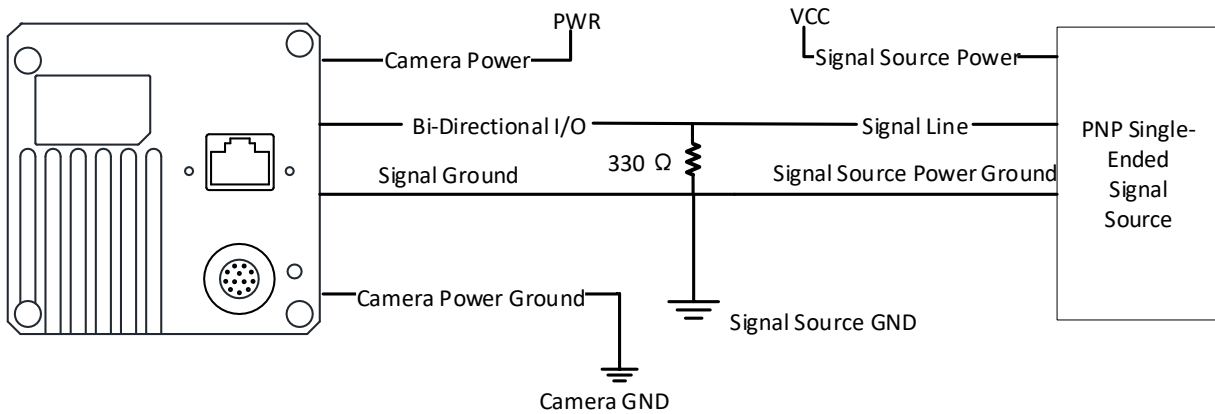 PWR
VCC
Camera Power
Signal Source Power
Bi-Directional I/O
Signal Line
PNP Single-
Ended
Signal
Source
330 Ω
Signal Ground
Signal Source Power Ground
Camera Power Ground
Signal Source GND
Camera GND